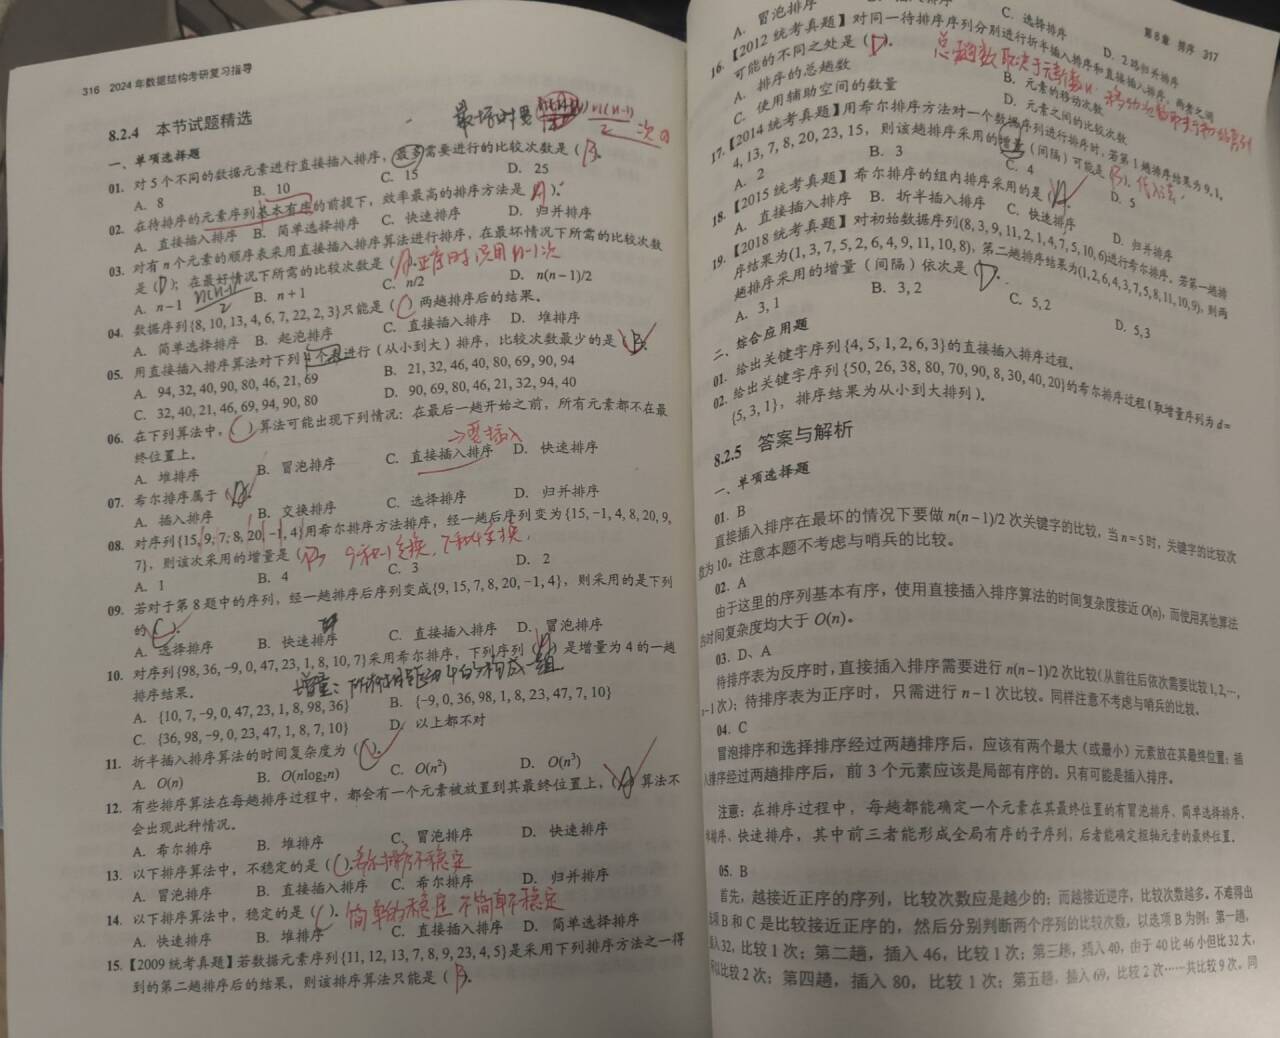 316 2024年数据结构考研复习指导
8.2.4 本节试题精选
一、单项选择题
01. 对5个不同的数据元素进行直接插入排序，最多需要进行的比较次数是（B）。
A. 8 B. 10 C. 15 D. 25
02. 在待排序的元素序列基本有序的前提下，效率最高的排序方法是（A）。
A. 直接插入排序 B. 简单选择排序 C. 快速排序 D. 归并排序
03. 对有n个元素的顺序表采用直接插入排序算法进行排序，在最坏情况下所需的比较次数
是（D）；在最好情况下所需的比较次数是（A）。正序时 只用n-1次
A. n-1 B. n+1 C. n/2 D. n(n-1)/2
04. 数据序列{8, 10, 13, 4, 6, 7, 22, 2, 3}只能是（C）两趟排序后的结果。
A. 简单选择排序 B. 起泡排序 C. 直接插入排序 D. 堆排序
05. 用直接插入排序算法对下列4个表进行（从小到大）排序，比较次数最少的是（B）。
A. 94, 32, 40, 90, 80, 46, 21, 69 B. 21, 32, 46, 40, 80, 69, 90, 94
C. 32, 40, 21, 46, 69, 94, 90, 80 D. 90, 69, 80, 46, 21, 32, 94, 40
06. 在下列算法中，（C）算法可能出现下列情况：在最后一趟开始之前，所有元素都不在最
终位置上。
→要插入
A. 堆排序 B. 冒泡排序 C. 直接插入排序 D. 快速排序
07. 希尔排序属于（A）。
A. 插入排序 B. 交换排序 C. 选择排序 D. 归并排序
08. 对序列{15, 9, 7, 8, 20, -1, 4}用希尔排序方法排序，经一趟后序列变为{15, -1, 4, 8, 20, 9,
7}，则该次采用的增量是（B）。9和-1交换，7和4交换，
A. 1 B. 4 C. 3 D. 2
09. 若对于第8题中的序列，经一趟排序后序列变成{9, 15, 7, 8, 20, -1, 4}，则采用的是下列
的（C）。
A. 选择排序 B. 快速排序 C. 直接插入排序 D. 冒泡排序
10. 对序列{98, 36, -9, 0, 47, 23, 1, 8, 10, 7}采用希尔排序，下列序列（A）是增量为4的一趟
排序结果。
A. {10, 7, -9, 0, 47, 23, 1, 8, 98, 36} B. {-9, 0, 36, 98, 1, 8, 23, 47, 7, 10}
C. {36, 98, -9, 0, 23, 47, 1, 8, 7, 10} D. 以上都不对
11. 折半插入排序算法的时间复杂度为（C）。
A. O(n) B. O(nlog₂n) C. O(n²) D. O(n³)
12. 有些排序算法在每趟排序过程中，都会有一个元素被放置到其最终位置上，（A）算法不
会出现此种情况。
A. 希尔排序 B. 堆排序 C. 冒泡排序 D. 快速排序
13. 以下排序算法中，不稳定的是（C）。希尔排序不稳定
A. 冒泡排序 B. 直接插入排序 C. 希尔排序 D. 归并排序
14. 以下排序算法中，稳定的是（C）。简单的稳定 不简单不稳定
A. 快速排序 B. 堆排序 C. 直接插入排序 D. 简单选择排序
15. 【2009统考真题】若数据元素序列{11, 12, 13, 7, 8, 9, 23, 4, 5}是采用下列排序方法之一得
到的第二趟排序后的结果，则该排序算法只能是（B）。
第8章 排序 317
A. 冒泡排序 C. 选择排序 D. 2路归并排序
16. 【2012统考真题】对同一待排序序列分别进行折半插入排序和直接插入排序，两者之间
可能的不同之处是（D）。
A. 排序的总趟数 B. 元素的移动次数
C. 使用辅助空间的数量 D. 元素之间的比较次数
17. 【2014统考真题】用希尔排序方法对一个数据序列进行排序时，若第1趟排序结果为9, 1,
4, 13, 7, 8, 20, 23, 15，则该趟排序采用的增量（间隔）可能是（B）。
A. 2 B. 3 C. 4 D. 5
18. 【2015统考真题】希尔排序的组内排序采用的是（A）。
A. 直接插入排序 B. 折半插入排序 C. 快速排序 D. 归并排序
19. 【2018统考真题】对初始数据序列(8, 3, 9, 11, 2, 1, 4, 7, 5, 10, 6)进行希尔排序。若第一趟排
序结果为(1, 3, 7, 5, 2, 6, 4, 9, 11, 10, 8)，第二趟排序结果为(1, 2, 6, 4, 3, 7, 5, 8, 11, 10, 9)，则两
趟排序采用的增量（间隔）依次是（D）。
A. 3, 1 B. 3, 2 C. 5, 2 D. 5, 3
二、综合应用题
01. 给出关键字序列{4, 5, 1, 2, 6, 3}的直接插入排序过程。
02. 给出关键字序列{50, 26, 38, 80, 70, 90, 8, 30, 40, 20}的希尔排序过程（取增量序列为d=
{5, 3, 1}，排序结果为从小到大排列）。
8.2.5 答案与解析
一、单项选择题
01. B
直接插入排序在最坏的情况下要做n(n-1)/2次关键字的比较，当n=5时，关键字的比较次
数为10。注意本题不考虑与哨兵的比较。
02. A
由于这里的序列基本有序，使用直接插入排序算法的时间复杂度接近O(n)，而使用其他算法
的时间复杂度均大于O(n)。
03. D、A
待排序表为反序时，直接插入排序需要进行n(n-1)/2次比较（从前往后依次需要比较1, 2,⋯,
n-1次）；待排序表为正序时，只需进行n-1次比较。同样注意不考虑与哨兵的比较。
04. C
冒泡排序和选择排序经过两趟排序后，应该有两个最大（或最小）元素放在其最终位置；插
入排序经过两趟排序后，前3个元素应该是局部有序的。只有可能是插入排序。
注意：在排序过程中，每趟都能确定一个元素在其最终位置的有冒泡排序、简单选择排序、
堆排序、快速排序，其中前三者能形成全局有序的子序列，后者能确定枢轴元素的最终位置。
05. B
首先，越接近正序的序列，比较次数应是越少的；而越接近逆序，比较次数越多。不难得出
选项B和C是比较接近正序的，然后分别判断两个序列的比较次数，以选项B为例：第一趟，
插入32，比较1次；第二趟，插入46，比较1次；第三趟，插入40，由于40比46小但比32大，
所以比较2次；第四趟，插入80，比较1次；第五趟，插入69，比较2次⋯⋯共比较9次。同